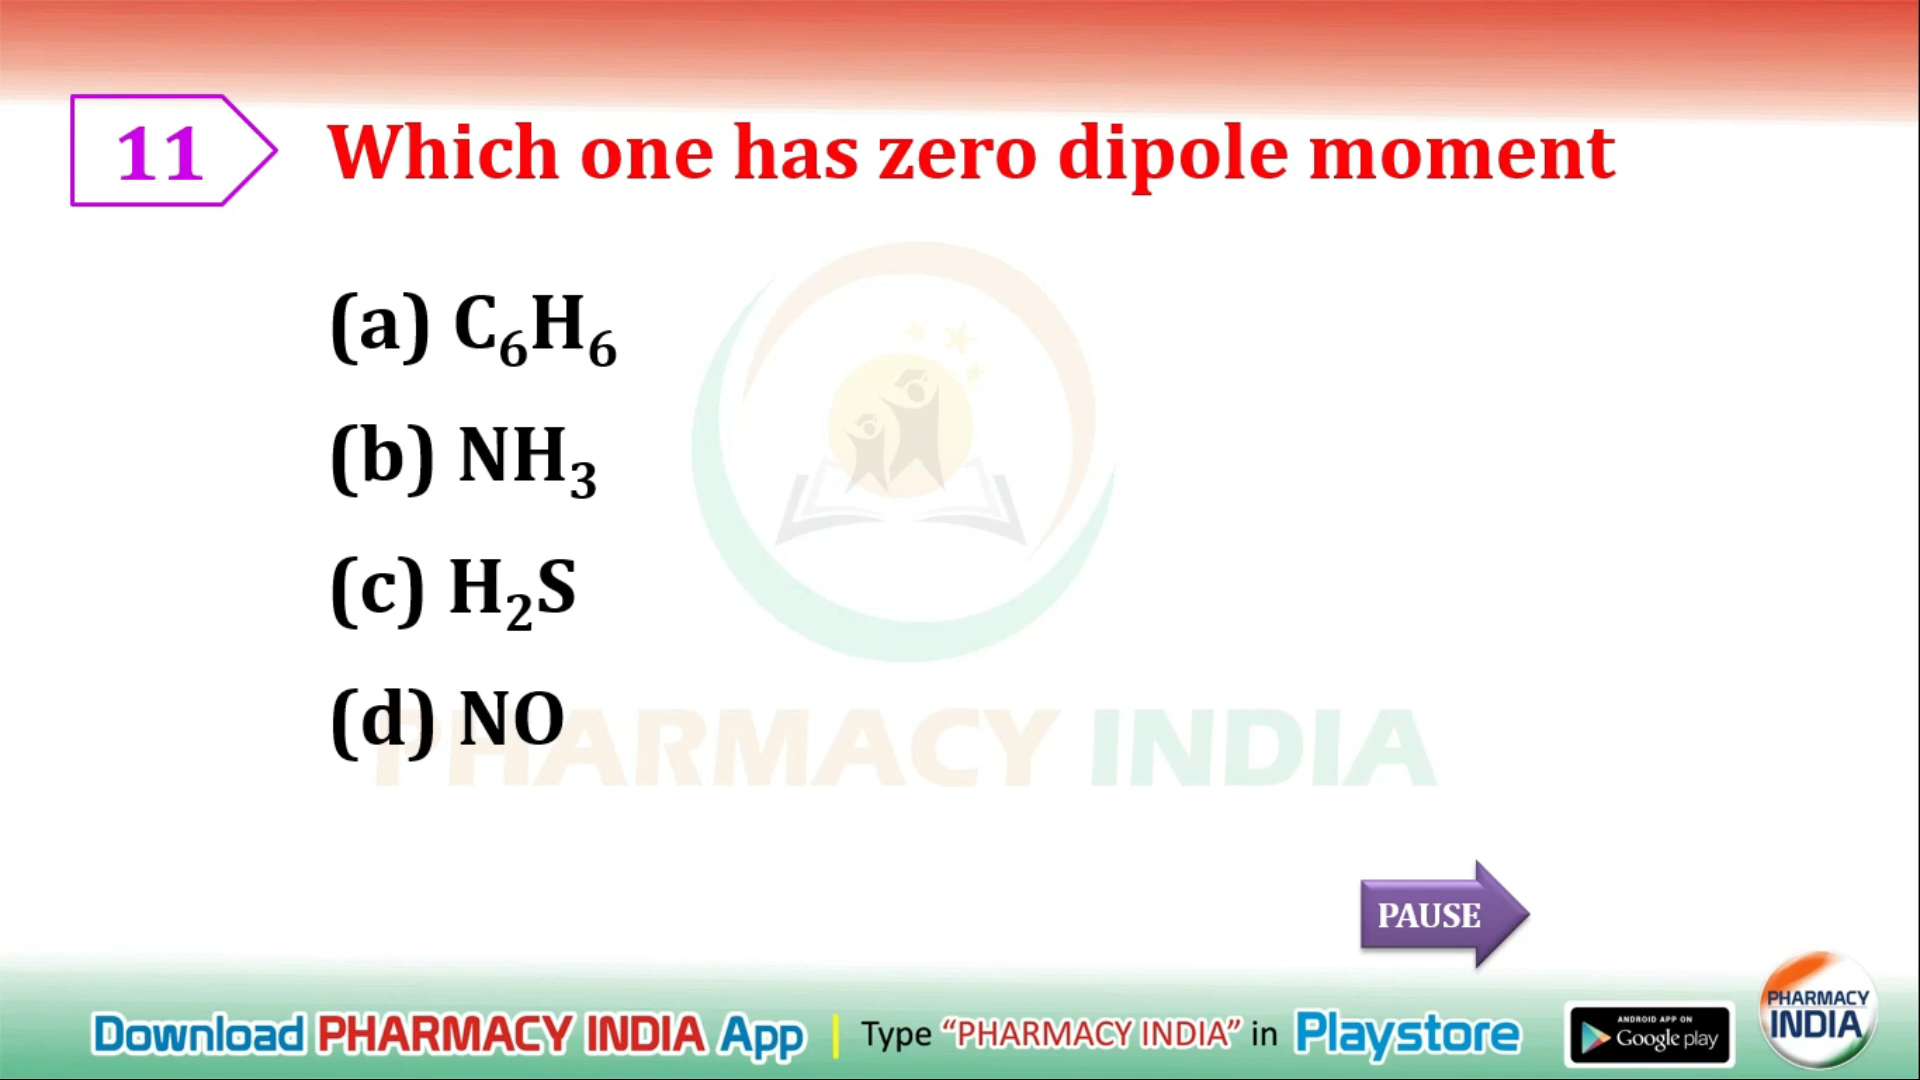 11
Which one has zero dipole moment
(a) C₆H₆
(b) NH₃
(c) H₂S
(d) NO
PHARMACY INDIA
PAUSE
Download PHARMACY INDIA App | Type “PHARMACY INDIA” in Playstore
ANDROID APP ON
Google play
PHARMACY
INDIA